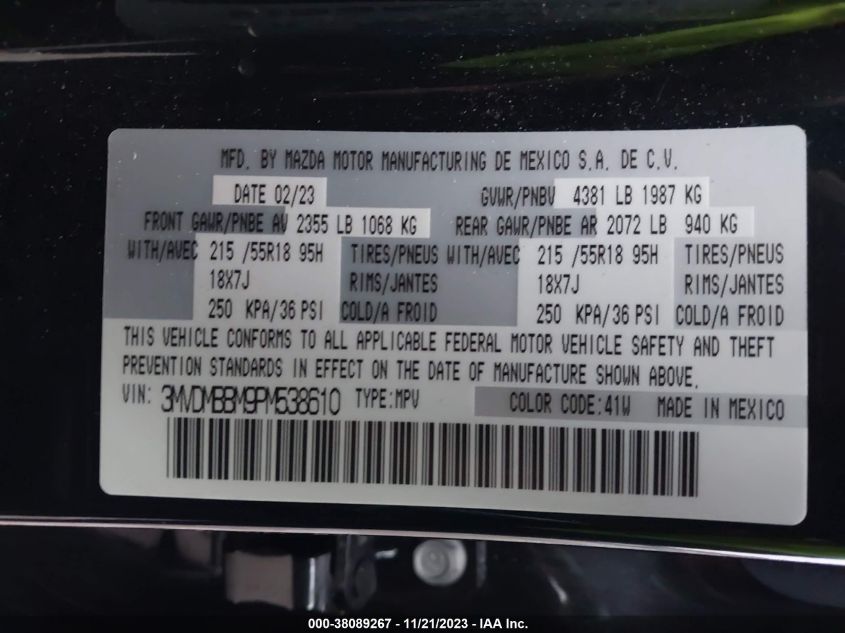 MFD. BY MAZDA MOTOR MANUFACTURING DE MEXICO S.A. DE C.V.
DATE 02/23 GVWR/PNBV 4381 LB 1987 KG
FRONT GAWR/PNBE AV 2355 LB 1068 KG REAR GAWR/PNBE AR 2072 LB 940 KG
WITH/AVEC 215 /55R18 95H TIRES/PNEUS WITH/AVEC 215 /55R18 95H TIRES/PNEUS
18X7J RIMS/JANTES 18X7J RIMS/JANTES
250 KPA/36 PSI COLD/A FROID 250 KPA/36 PSI COLD/A FROID
THIS VEHICLE CONFORMS TO ALL APPLICABLE FEDERAL MOTOR VEHICLE SAFETY AND THEFT
PREVENTION STANDARDS IN EFFECT ON THE DATE OF MANUFACTURE SHOWN ABOVE.
VIN: 3MVDMBBM9PM538610 TYPE:MPV COLOR CODE:41W MADE IN MEXICO
000-38089267 - 11/21/2023 - IAA Inc.